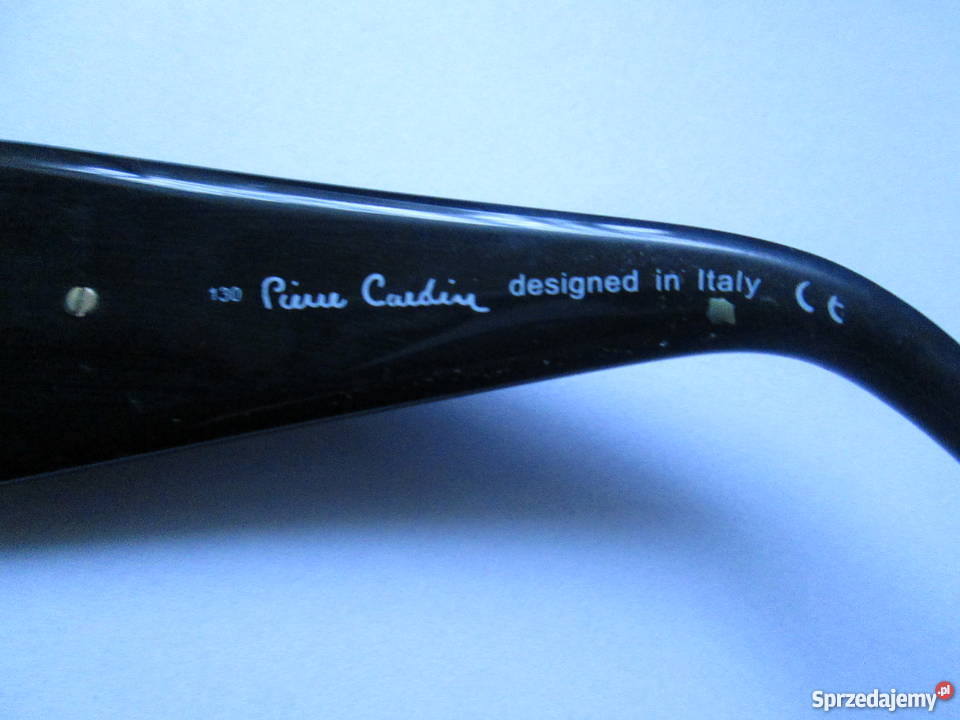 130 Pierre Cardin designed in Italy CE
Sprzedajemy.pl